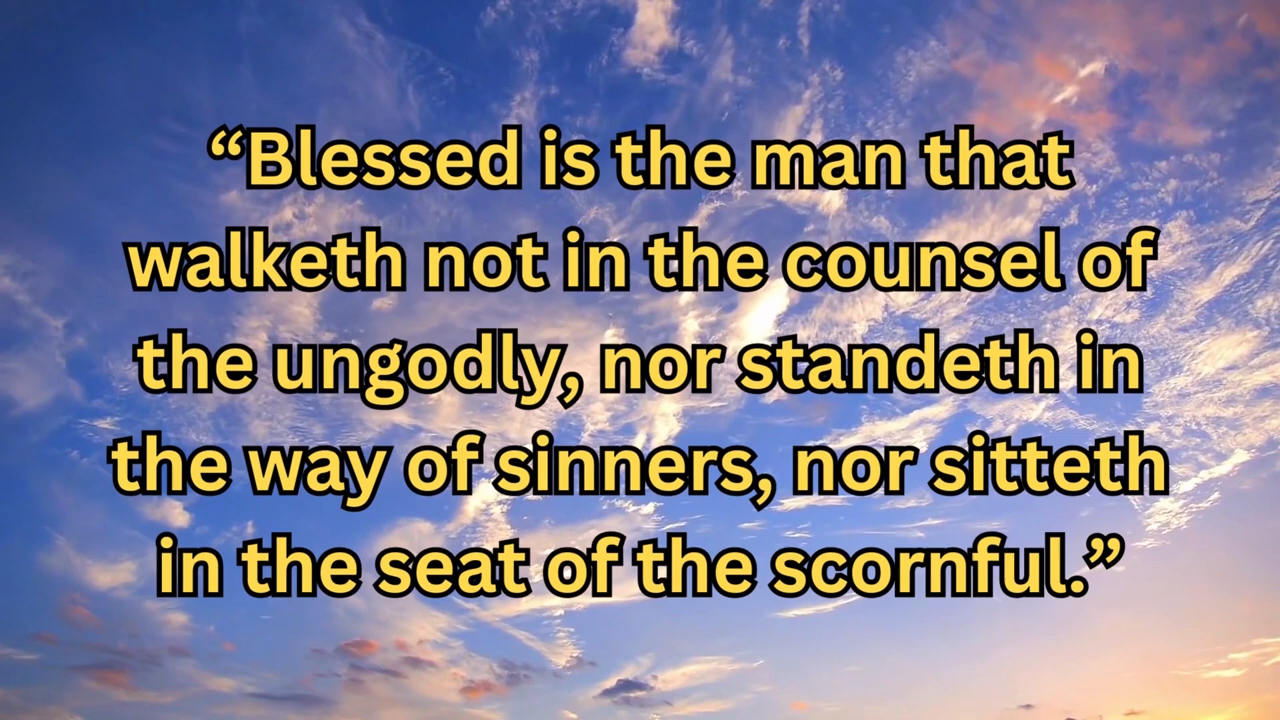 “Blessed is the man that
walketh not in the counsel of
the ungodly, nor standeth in
the way of sinners, nor sitteth
in the seat of the scornful.”